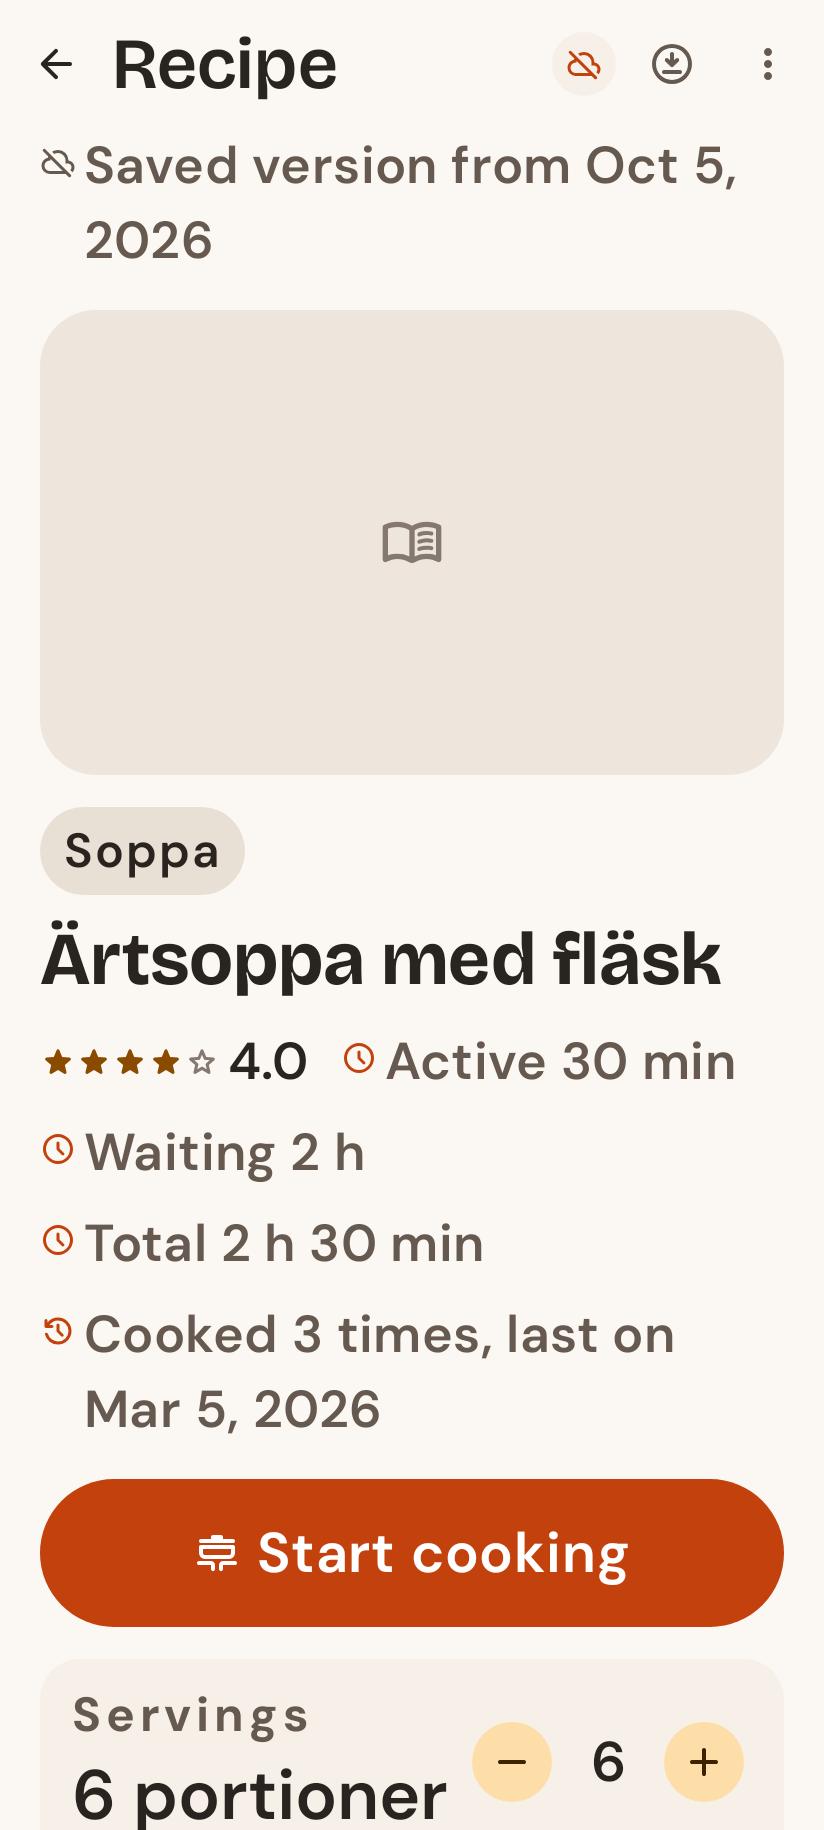 Recipe
Saved version from Oct 5,
2026
Soppa
Ärtsoppa med fläsk
4.0 Active 30 min
Waiting 2 h
Total 2 h 30 min
Cooked 3 times, last on
Mar 5, 2026
Start cooking
Servings
6 portioner
6